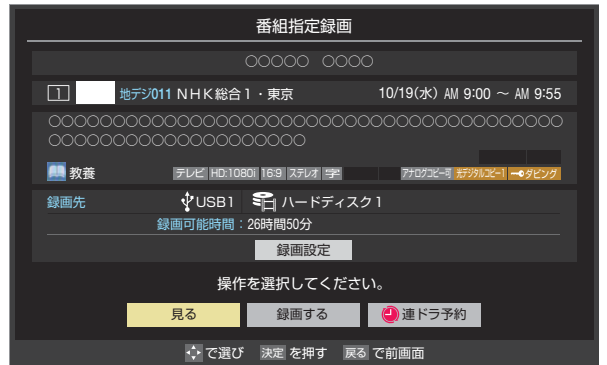 番組指定録画
○○○○○ ○○○○
1 地デジ011 NHK総合1・東京 10/19(水) AM 9:00 ~ AM 9:55
○○○○○○○○○○○○○○○○○○○○○○○○○○○○○○○○○○○○○○○○
○○○○○○○○○○○○○○○○○○○○
教養 テレビ HD:1080i 16:9 ステレオ 字 アナログコピー可 光デジタルコピー1 ダビング
録画先 USB1 ハードディスク1
録画可能時間:26時間50分
録画設定
操作を選択してください。
見る 録画する 連ドラ予約
で選び 決定 を押す 戻る で前画面